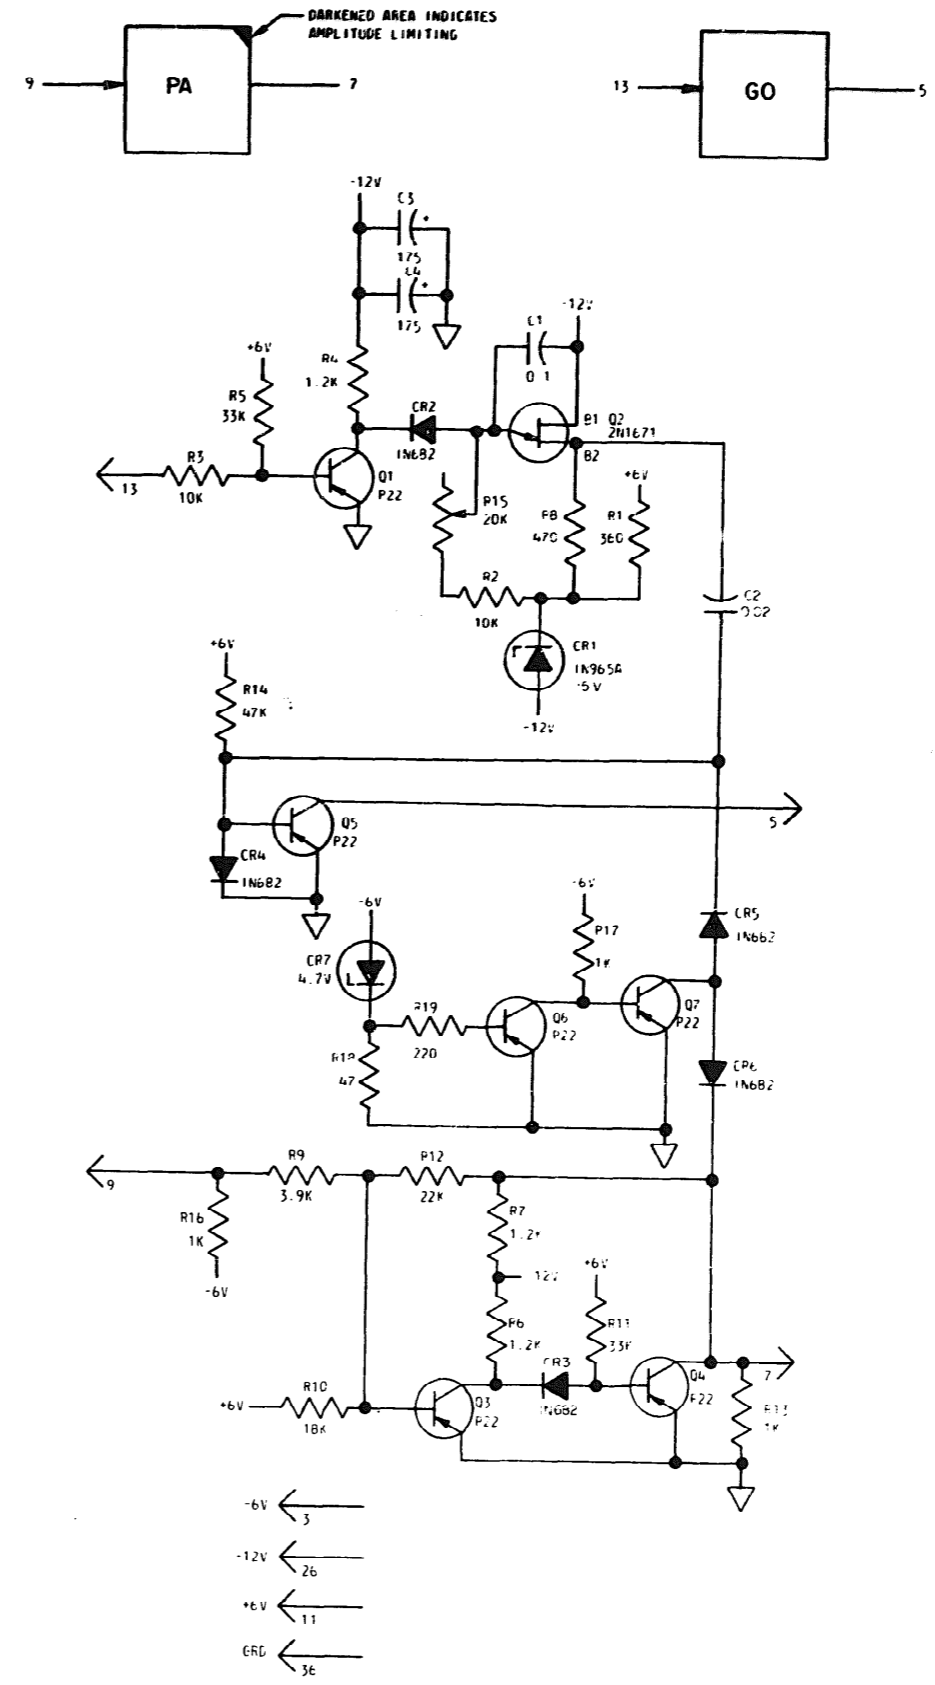 DARKENED AREA INDICATES
AMPLITUDE LIMITING
9
PA
7
13
GO
5
-12V
C3
+
175
C4
+
175
-12V
C1
0.1
+6V
R4
1.2K
R5
33K
CR2
1N682
B1 Q2
2N1671
B2
R3
13
10K
Q1
P22
R15
20K
+6V
R8
470
R1
360
R2
10K
C2
0.02
CR1
1N965A
-12V
+6V
R14
47K
Q5
P22
5
CR4
1N682
-6V
-6V
R17
1K
CR5
CR7
4.7V
R19
220
Q6
P22
Q7
P22
R18
47
CR6
1N682
9
R9
3.9K
R12
22K
R16
1K
-6V
R7
1.2K
12V
+6V
R6
1.2K
R11
33K
CR3
1N682
Q4
P22
7
R13
1K
+6V
R10
18K
Q3
P22
-6V
3
-12V
26
+6V
11
GRD
36